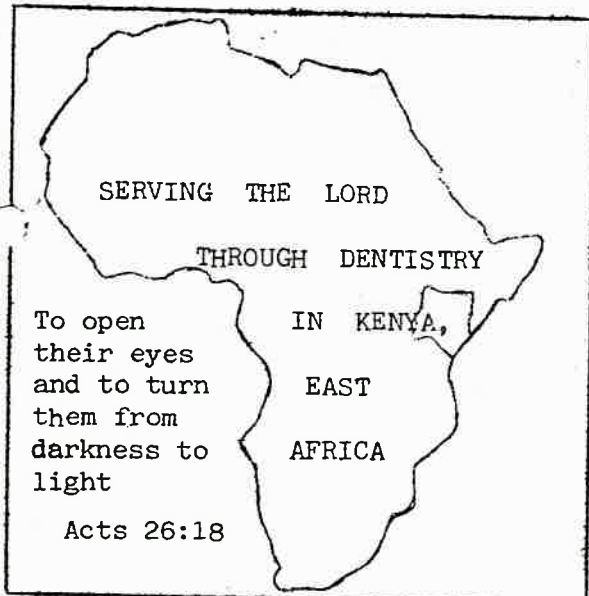 SERVING THE LORD
THROUGH DENTISTRY
IN KENYA,
EAST
AFRICA
To open
their eyes
and to turn
them from
darkness to
light
Acts 26:18